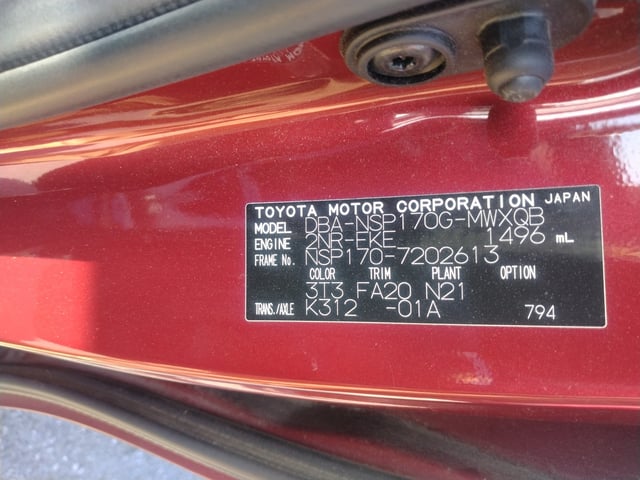 TOYOTA MOTOR CORPORATION JAPAN
MODEL DBA-NSP170G-MWXQB
ENGINE 2NR-FKE 1496 mL
FRAME No. NSP170-7202613
COLOR TRIM PLANT OPTION
3T3 FA20 N21
TRANS./AXLE K312 -01A 794